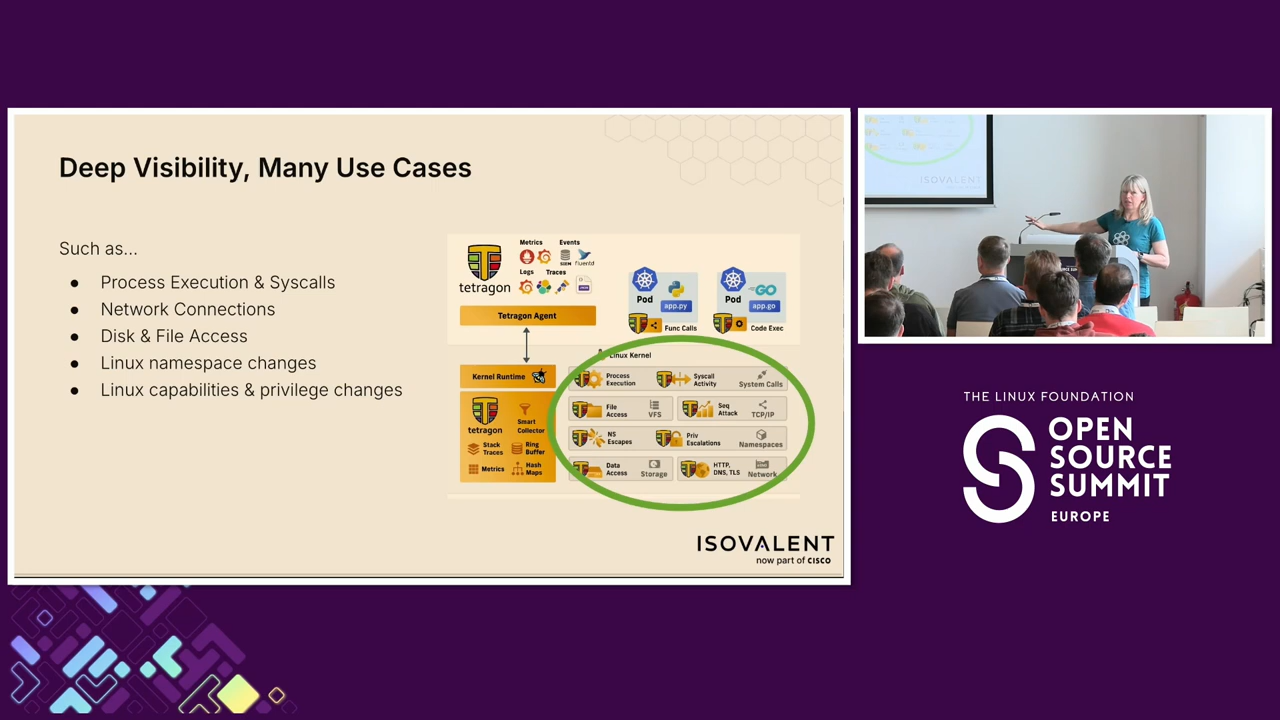 Deep Visibility, Many Use Cases
Such as...
● Process Execution & Syscalls
● Network Connections
● Disk & File Access
● Linux namespace changes
● Linux capabilities & privilege changes
tetragon
Metrics
Events
SIEM
fluentd
Logs
Traces
Tetragon Agent
Pod
app.py
Func Calls
Pod
GO
app.go
Code Exec
Linux Kernel
Kernel Runtime
tetragon
Smart
Collector
Stack
Traces
Ring
Buffer
Metrics
Hash
Maps
Process
Execution
Syscall
Activity
System Calls
File
Access
VFS
Seq
Attack
TCP/IP
NS
Escapes
Priv
Escalations
Namespaces
Data
Access
Storage
HTTP,
DNS, TLS
Network
ISOVALENT
now part of CISCO
ISOVALENT
THE LINUX FOUNDATION
OPEN
SOURCE
SUMMIT
EUROPE